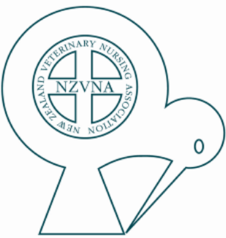 NEW ZEALAND VETERINARY NURSING ASSOCIATION
NZVNA